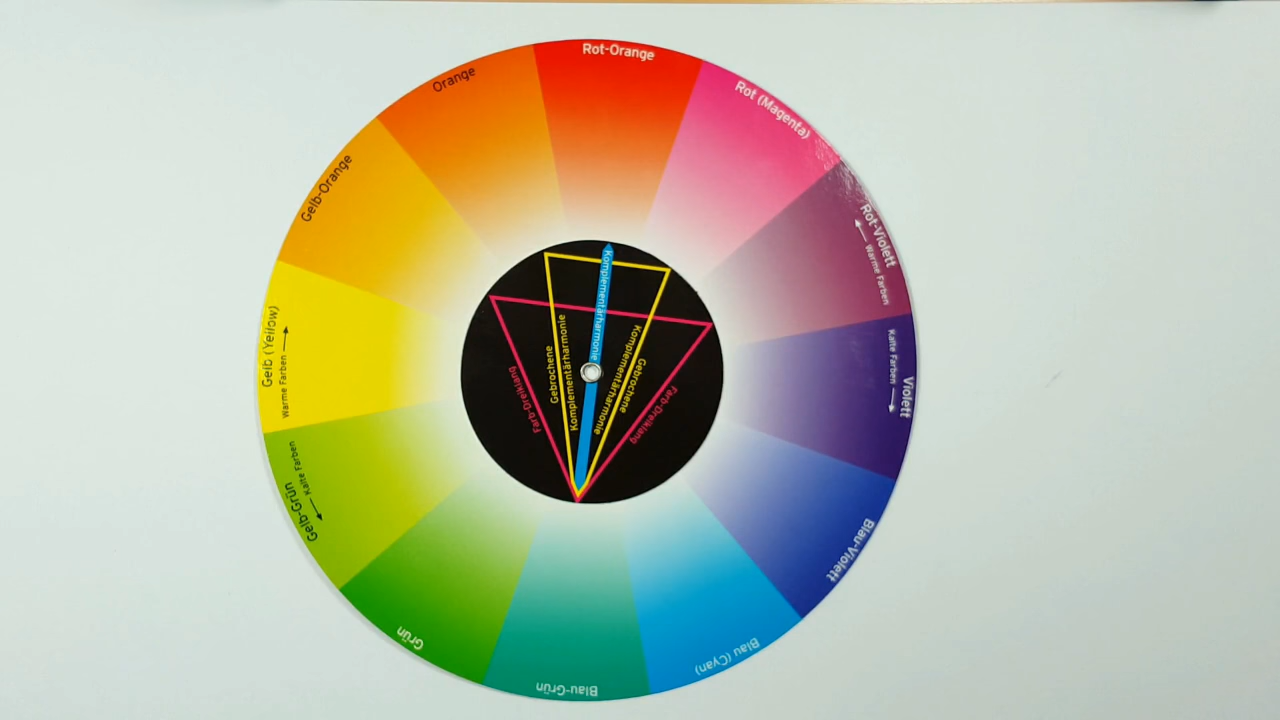 Rot-Orange
Rot (Magenta)
Rot-Violett
Warme Farben
Violett
Kalte Farben
Blau-Violett
Blau (Cyan)
Blau-Grün
Grün
Gelb-Grün
Kalte Farben
Gelb (Yellow)
Warme Farben
Gelb-Orange
Orange
Komplementärharmonie
Gebrochene
Komplementärharmonie
Gebrochene
Komplementärharmonie
Farb-Dreiklang
Farb-Dreiklang